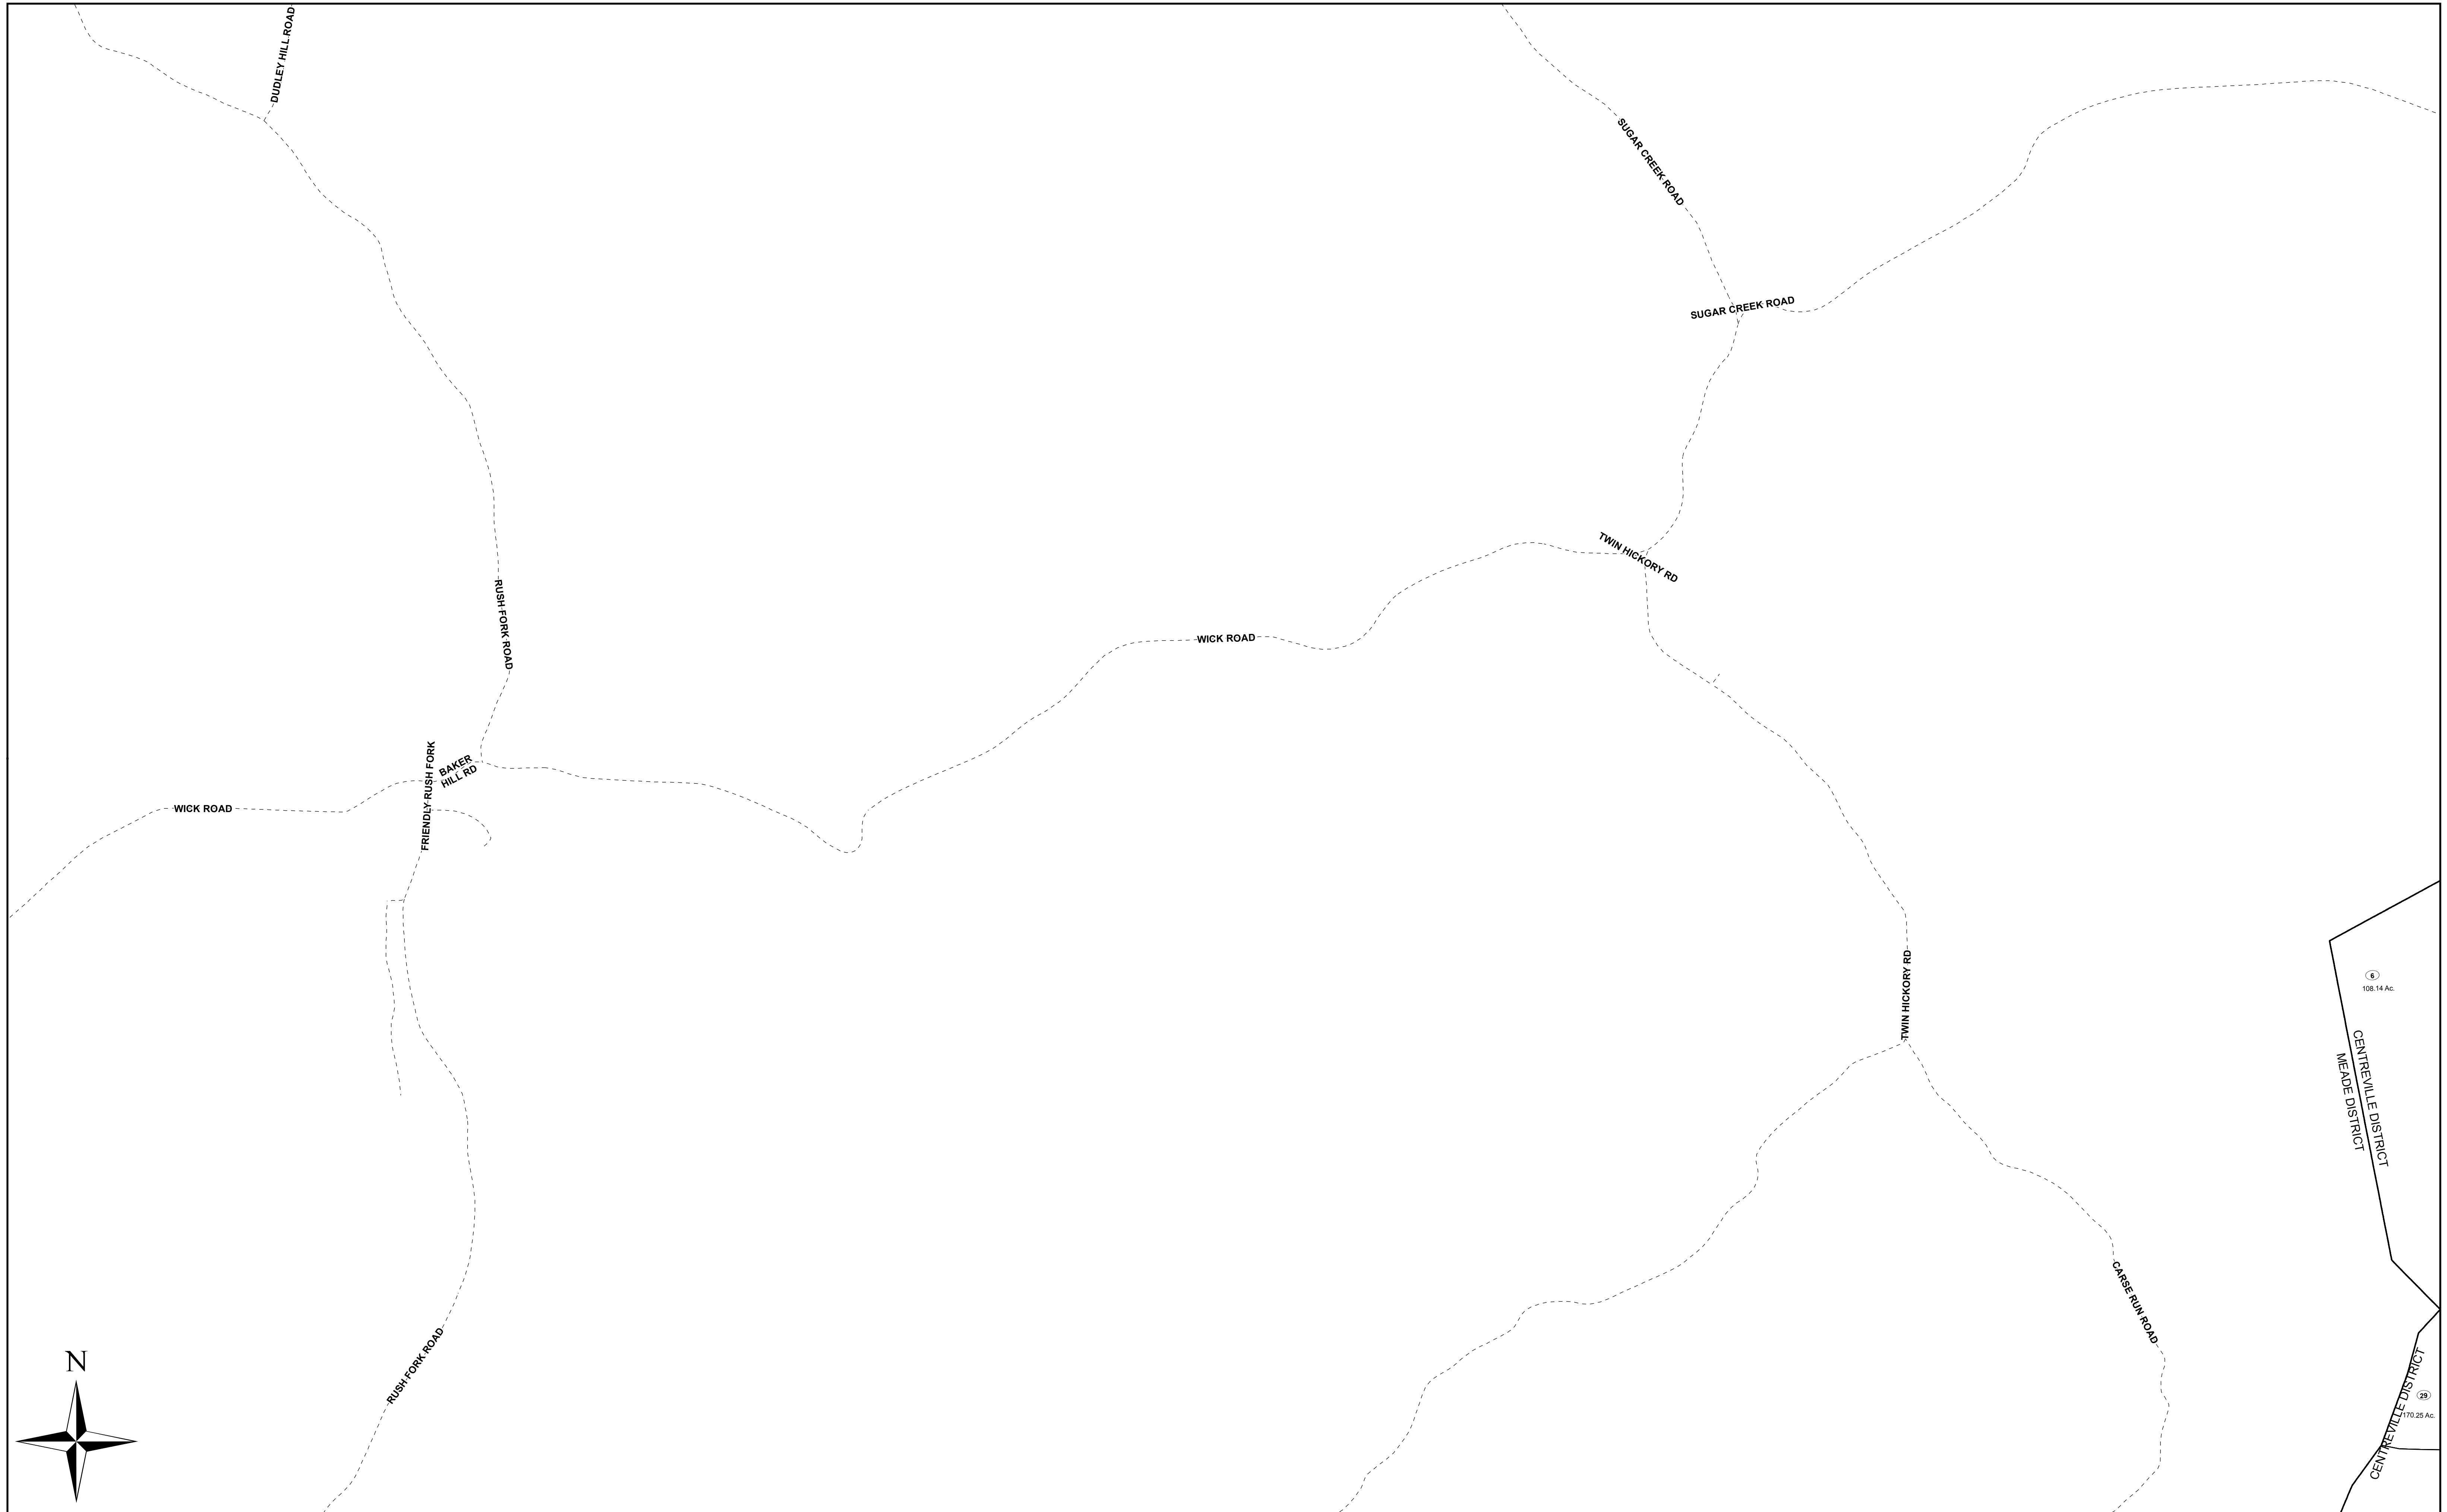 DUDLEY HILL ROAD
SUGAR CREEK ROAD
SUGAR CREEK ROAD
TWIN HICKORY RD
RUSH FORK ROAD
WICK ROAD
FRIENDLY RUSH FORK
BAKER
HILL RD
WICK ROAD
TWIN HICKORY RD
6
108.14 Ac.
CENTREVILLE DISTRICT
MEADE DISTRICT
CARSE RUN ROAD
RUSH FORK ROAD
N
CENTREVILLE DISTRICT
29
170.25 Ac.